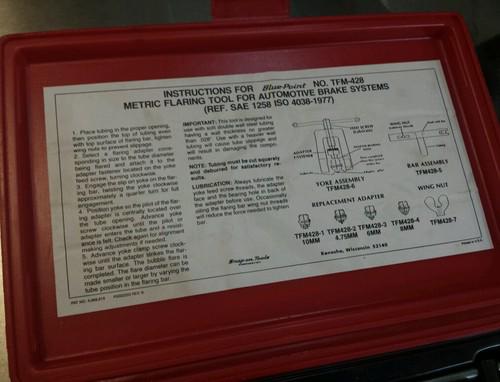 INSTRUCTIONS FOR Blue-Point NO. TFM-428
METRIC FLARING TOOL FOR AUTOMOTIVE BRAKE SYSTEMS
(REF. SAE 1258 ISO 4038-1977)
1. Place tubing in the proper opening,
then position the top of tubing even
with top surface of flaring bar, tighten
wing nuts to prevent slippage.
2. Select a flaring adapter corre-
sponding in size to the tube diameter
being flared and attach it to the
adapter fastener located on the yoke
feed screw, turning clockwise.
3. Engage the slip on yoke on the flar-
ing bar, twisting the yoke clockwise
approximately a quarter turn for full
engagement.
4. Position yoke so the pilot of the flar-
ing adapter is centrally located over
the tube opening. Advance yoke
screw clockwise until the pilot of
adapter enters the tube and a resist-
ance is felt. Check again for alignment
making adjustments if needed.
5. Advance yoke clamp screw clock-
wise until the adapter strikes the flar-
ing bar surface. The bubble flare is
completed. The flare diameter can be
made smaller or larger by varying the
tube position in the flaring bar.
IMPORTANT: This tool is designed for
use with soft double wall steel tubing
having a wall thickness no greater
than .028". Use with a heavier wall
tubing will cause tube slippage and
will result in damaging the compo-
nents.
NOTE: Tubing must be cut squarely
and deburred for satisfactory re-
sults.
LUBRICATION: Always lubricate the
yoke feed screw threads, the adapter
face and the bearing hole in back of
the adapter before use. Occasional
oiling the flaring bar wing nut threads
will reduce the force needed to tighten
bar.
Snap-on Tools
FEED SCREW
ADAPTER
FASTENER
YOKE ASSEMBLY
TFM428-6
WING NUT
BAR ASSEMBLY
TFM428-5
REPLACEMENT ADAPTER
WING NUT
TFM428-1
10MM
TFM428-2
4.75MM
TFM428-3
6MM
TFM428-4
8MM
TFM428-7
Kenosha, Wisconsin 53140